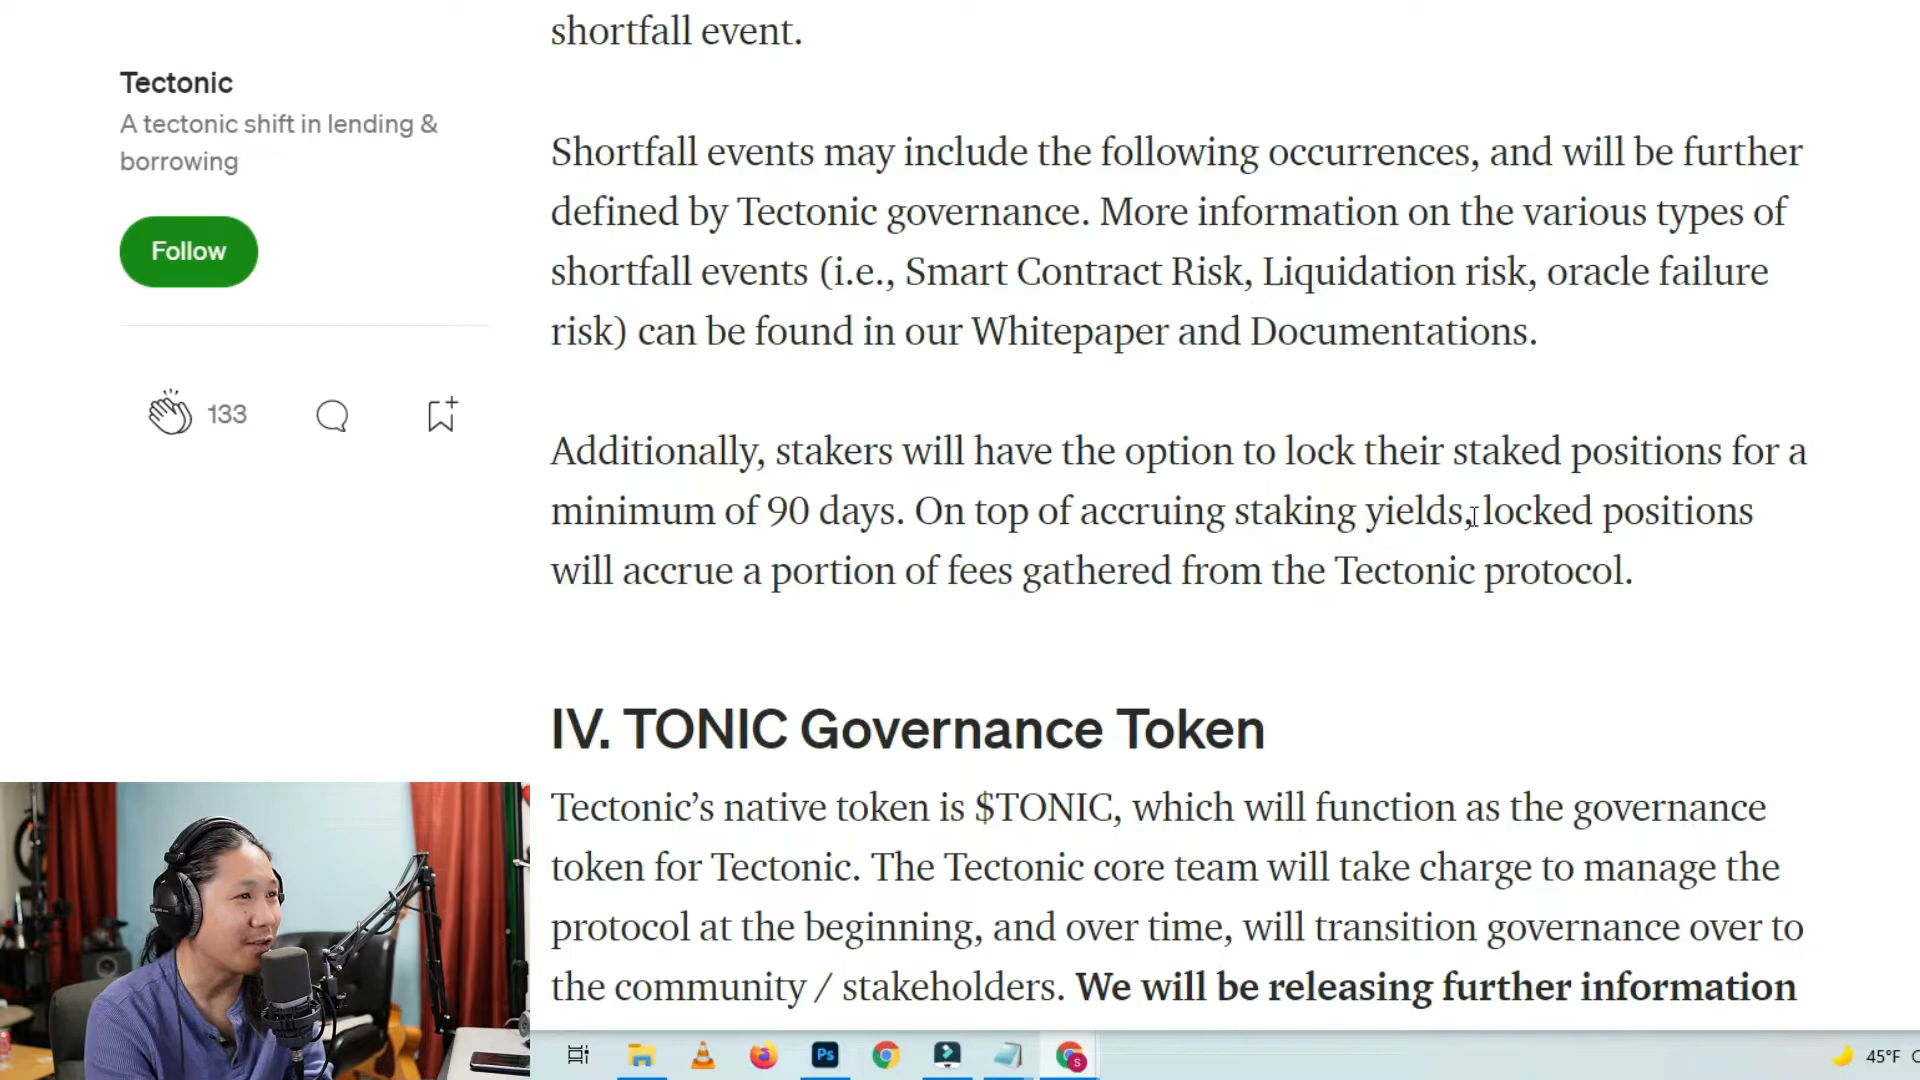 shortfall event.
Tectonic
A tectonic shift in lending &
borrowing
Follow
133
Shortfall events may include the following occurrences, and will be further
defined by Tectonic governance. More information on the various types of
shortfall events (i.e., Smart Contract Risk, Liquidation risk, oracle failure
risk) can be found in our Whitepaper and Documentations.
Additionally, stakers will have the option to lock their staked positions for a
minimum of 90 days. On top of accruing staking yields, locked positions
will accrue a portion of fees gathered from the Tectonic protocol.
IV. TONIC Governance Token
Tectonic’s native token is $TONIC, which will function as the governance
token for Tectonic. The Tectonic core team will take charge to manage the
protocol at the beginning, and over time, will transition governance over to
the community / stakeholders. We will be releasing further information
Ps
S
45°F